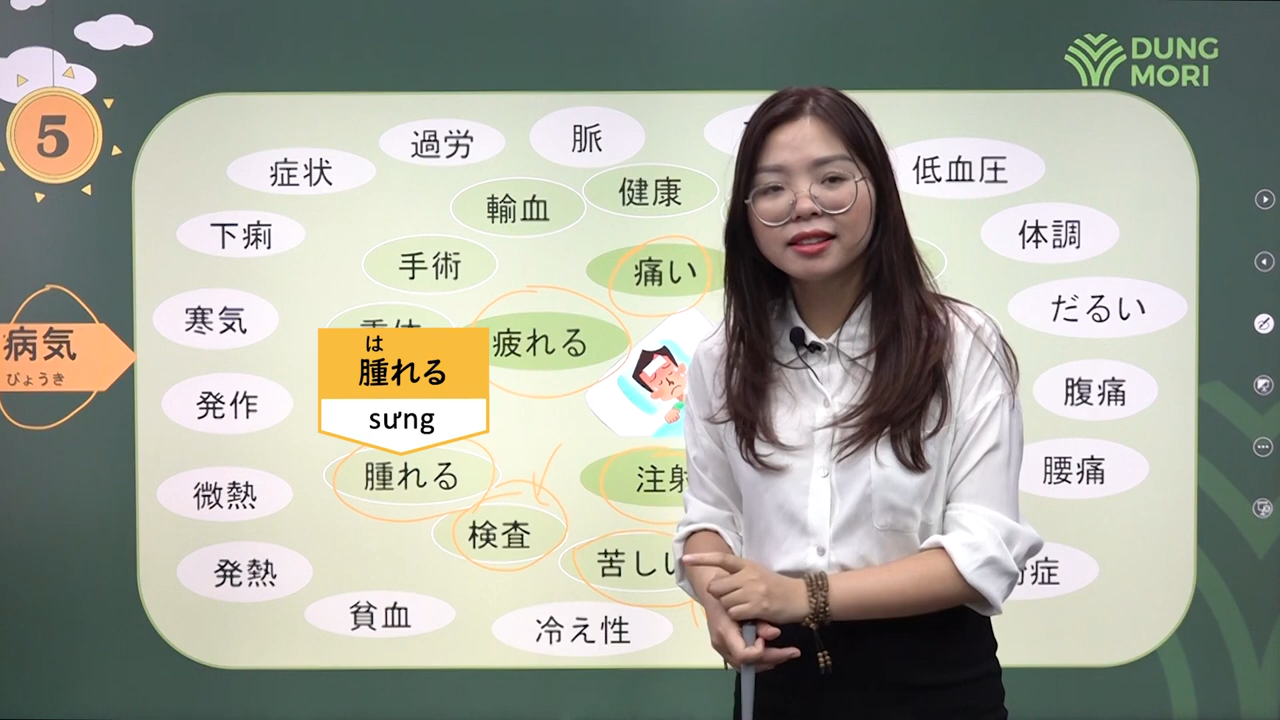 DUNG
MORI
5
過労
脈
症状
低血圧
健康
輸血
下痢
体調
手術
痛い
だるい
寒気
疲れる
病気
びょうき
は
腫れる
sưng
発作
腹痛
腫れる
注射
腰痛
微熱
検査
苦しい
発熱
症
貧血
冷え性